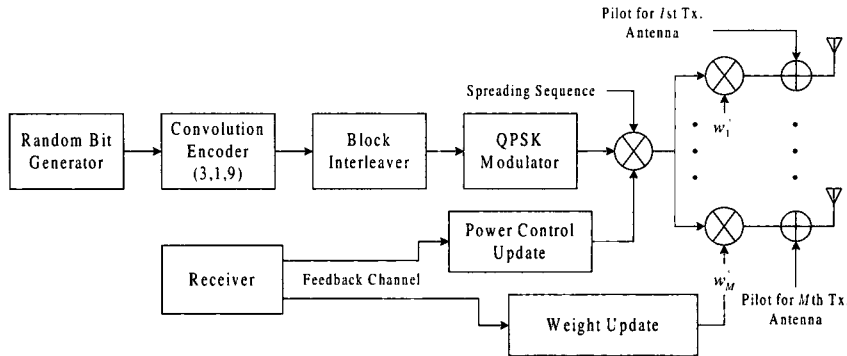 Pilot for 1st Tx.
Antenna
Spreading Sequence
Random Bit
Generator
Convolution
Encoder
(3,1,9)
Block
Interleaver
QPSK
Modulator
w₁'
Power Control
Update
Receiver
Feedback Channel
Weight Update
w'M
Pilot for Mth Tx
Antenna